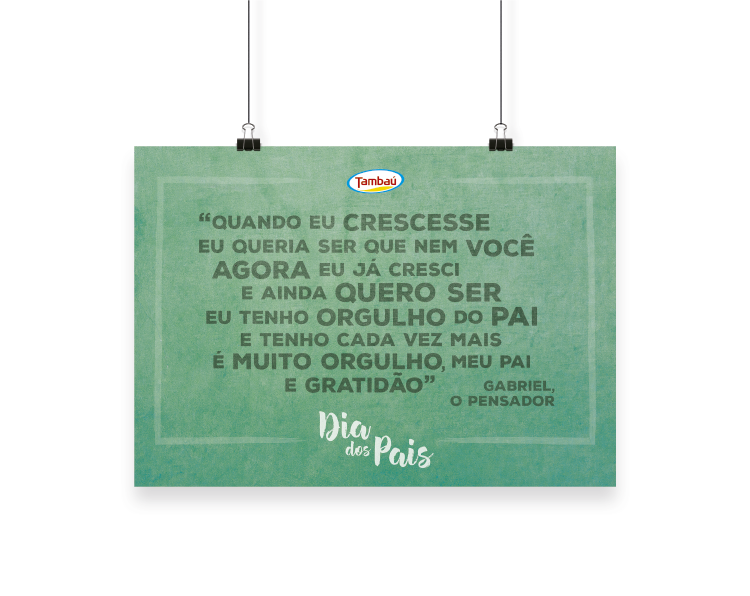 Tambaú
“QUANDO EU CRESCESSE
EU QUERIA SER QUE NEM VOCÊ
AGORA EU JÁ CRESCI
E AINDA QUERO SER
EU TENHO ORGULHO DO PAI
E TENHO CADA VEZ MAIS
É MUITO ORGULHO, MEU PAI
E GRATIDÃO”
GABRIEL,
O PENSADOR
Dia
dos Pais